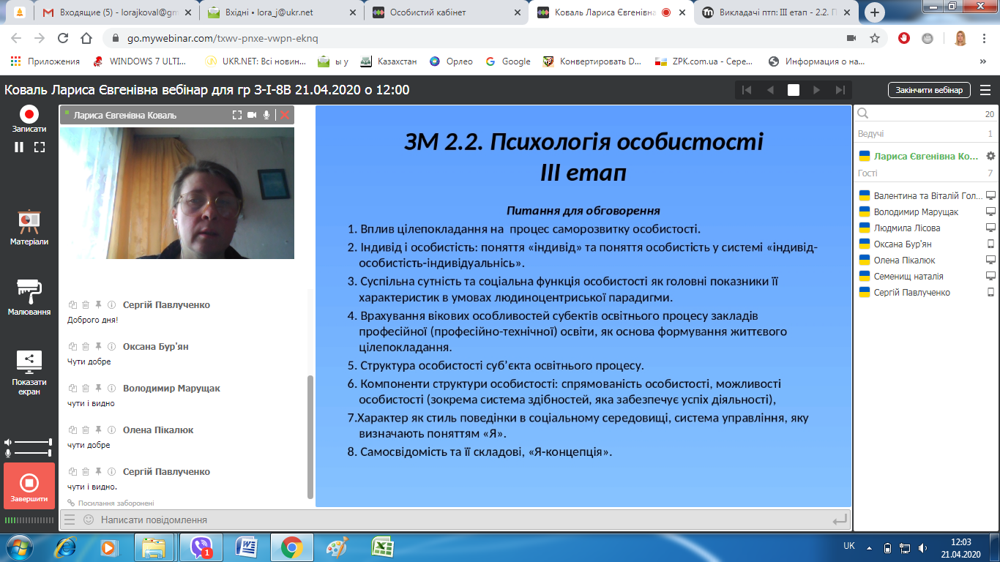 Входящие (5) - lorajkoval@gm
Вхідні • lora_j@ukr.net
Особистий кабінет
Коваль Лариса Євгенівна
Викладачі птп: ІІІ етап - 2.2. П
go.mywebinar.com/txwv-pnxe-vwpn-eknq
Приложения
WINDOWS 7 ULTI...
UKR.NET: Всі новин...
ы у
Казахстан
Орлео
Google
Конвертировать D...
ZPK.com.ua - Сере...
Информация о на...
Коваль Лариса Євгенівна вебінар для гр З-І-8В 21.04.2020 о 12:00
Закінчити вебінар
Записати
Матеріали
Малювання
Показати
екран
Завершити
Лариса Євгенівна Коваль
Сергій Павлученко
Доброго дня!
Оксана Бур'ян
Чути добре
Володимир Марущак
чути і видно
Олена Пікалюк
чути добре
Сергій Павлученко
чути і видно.
Посилання заборонені
Написати повідомлення
ЗМ 2.2. Психологія особистості
ІІІ етап
Питання для обговорення
1. Вплив цілепокладання на процес саморозвитку особистості.
2. Індивід і особистість: поняття «індивід» та поняття особистість у системі «індивід-
особистість-індивідуальнісь».
3. Суспільна сутність та соціальна функція особистості як головні показники її
характеристик в умовах людиноцентриської парадигми.
4. Врахування вікових особливостей субектів освітнього процесу закладів
професійної (професійно-технічної) освіти, як основа формування життєвого
цілепокладання.
5. Структура особистості суб'єкта освітнього процесу.
6. Компоненти структури особистості: спрямованість особистості, можливості
особистості (зокрема система здібностей, яка забезпечує успіх діяльності),
7.Характер як стиль поведінки в соціальному середовищі, система управління, яку
визначають поняттям «Я».
8. Самосвідомість та її складові, «Я-концепція».
20
Ведучі 1
Лариса Євгенівна Ко...
Гості 7
Валентина та Віталій Гол...
Володимир Марущак
Людмила Лісова
Оксана Бур'ян
Олена Пікалюк
Семенищ наталія
Сергій Павлученко
1
UK
12:03
21.04.2020